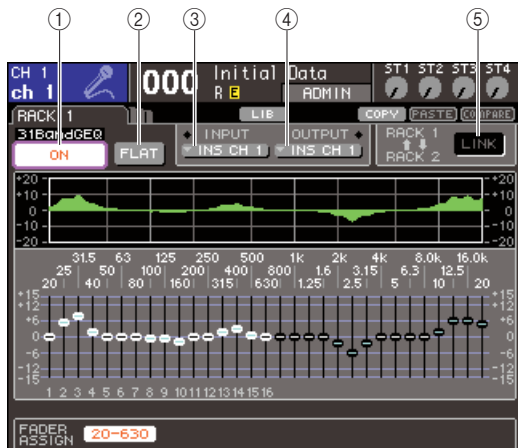 ① ② ③ ④ ⑤
CH 1
ch 1
000 Initial Data
R E ADMIN
ST1 ST2 ST3 ST4
RACK 1
LIB COPY PASTE COMPARE
31BandGEQ
ON
FLAT
INPUT OUTPUT
INS CH 1 INS CH 1
RACK 1
RACK 2
LINK
+20 +20
+10 +10
0 0
-10 -10
-20 -20
31.5 63 125 250 500 1k 2k 4k 8.0k 16.0k
25 50 100 200 400 800 1.6 3.15 6.3 12.5
20 40 80 160 315 630 1.25 2.5 5 10 20
+15 +15
+12 +12
+6 +6
0 0
-6 -6
-12 -12
-15 -15
1 2 3 4 5 6 7 8 9 10 11 12 13 14 15 16
FADER
ASSIGN 20-630